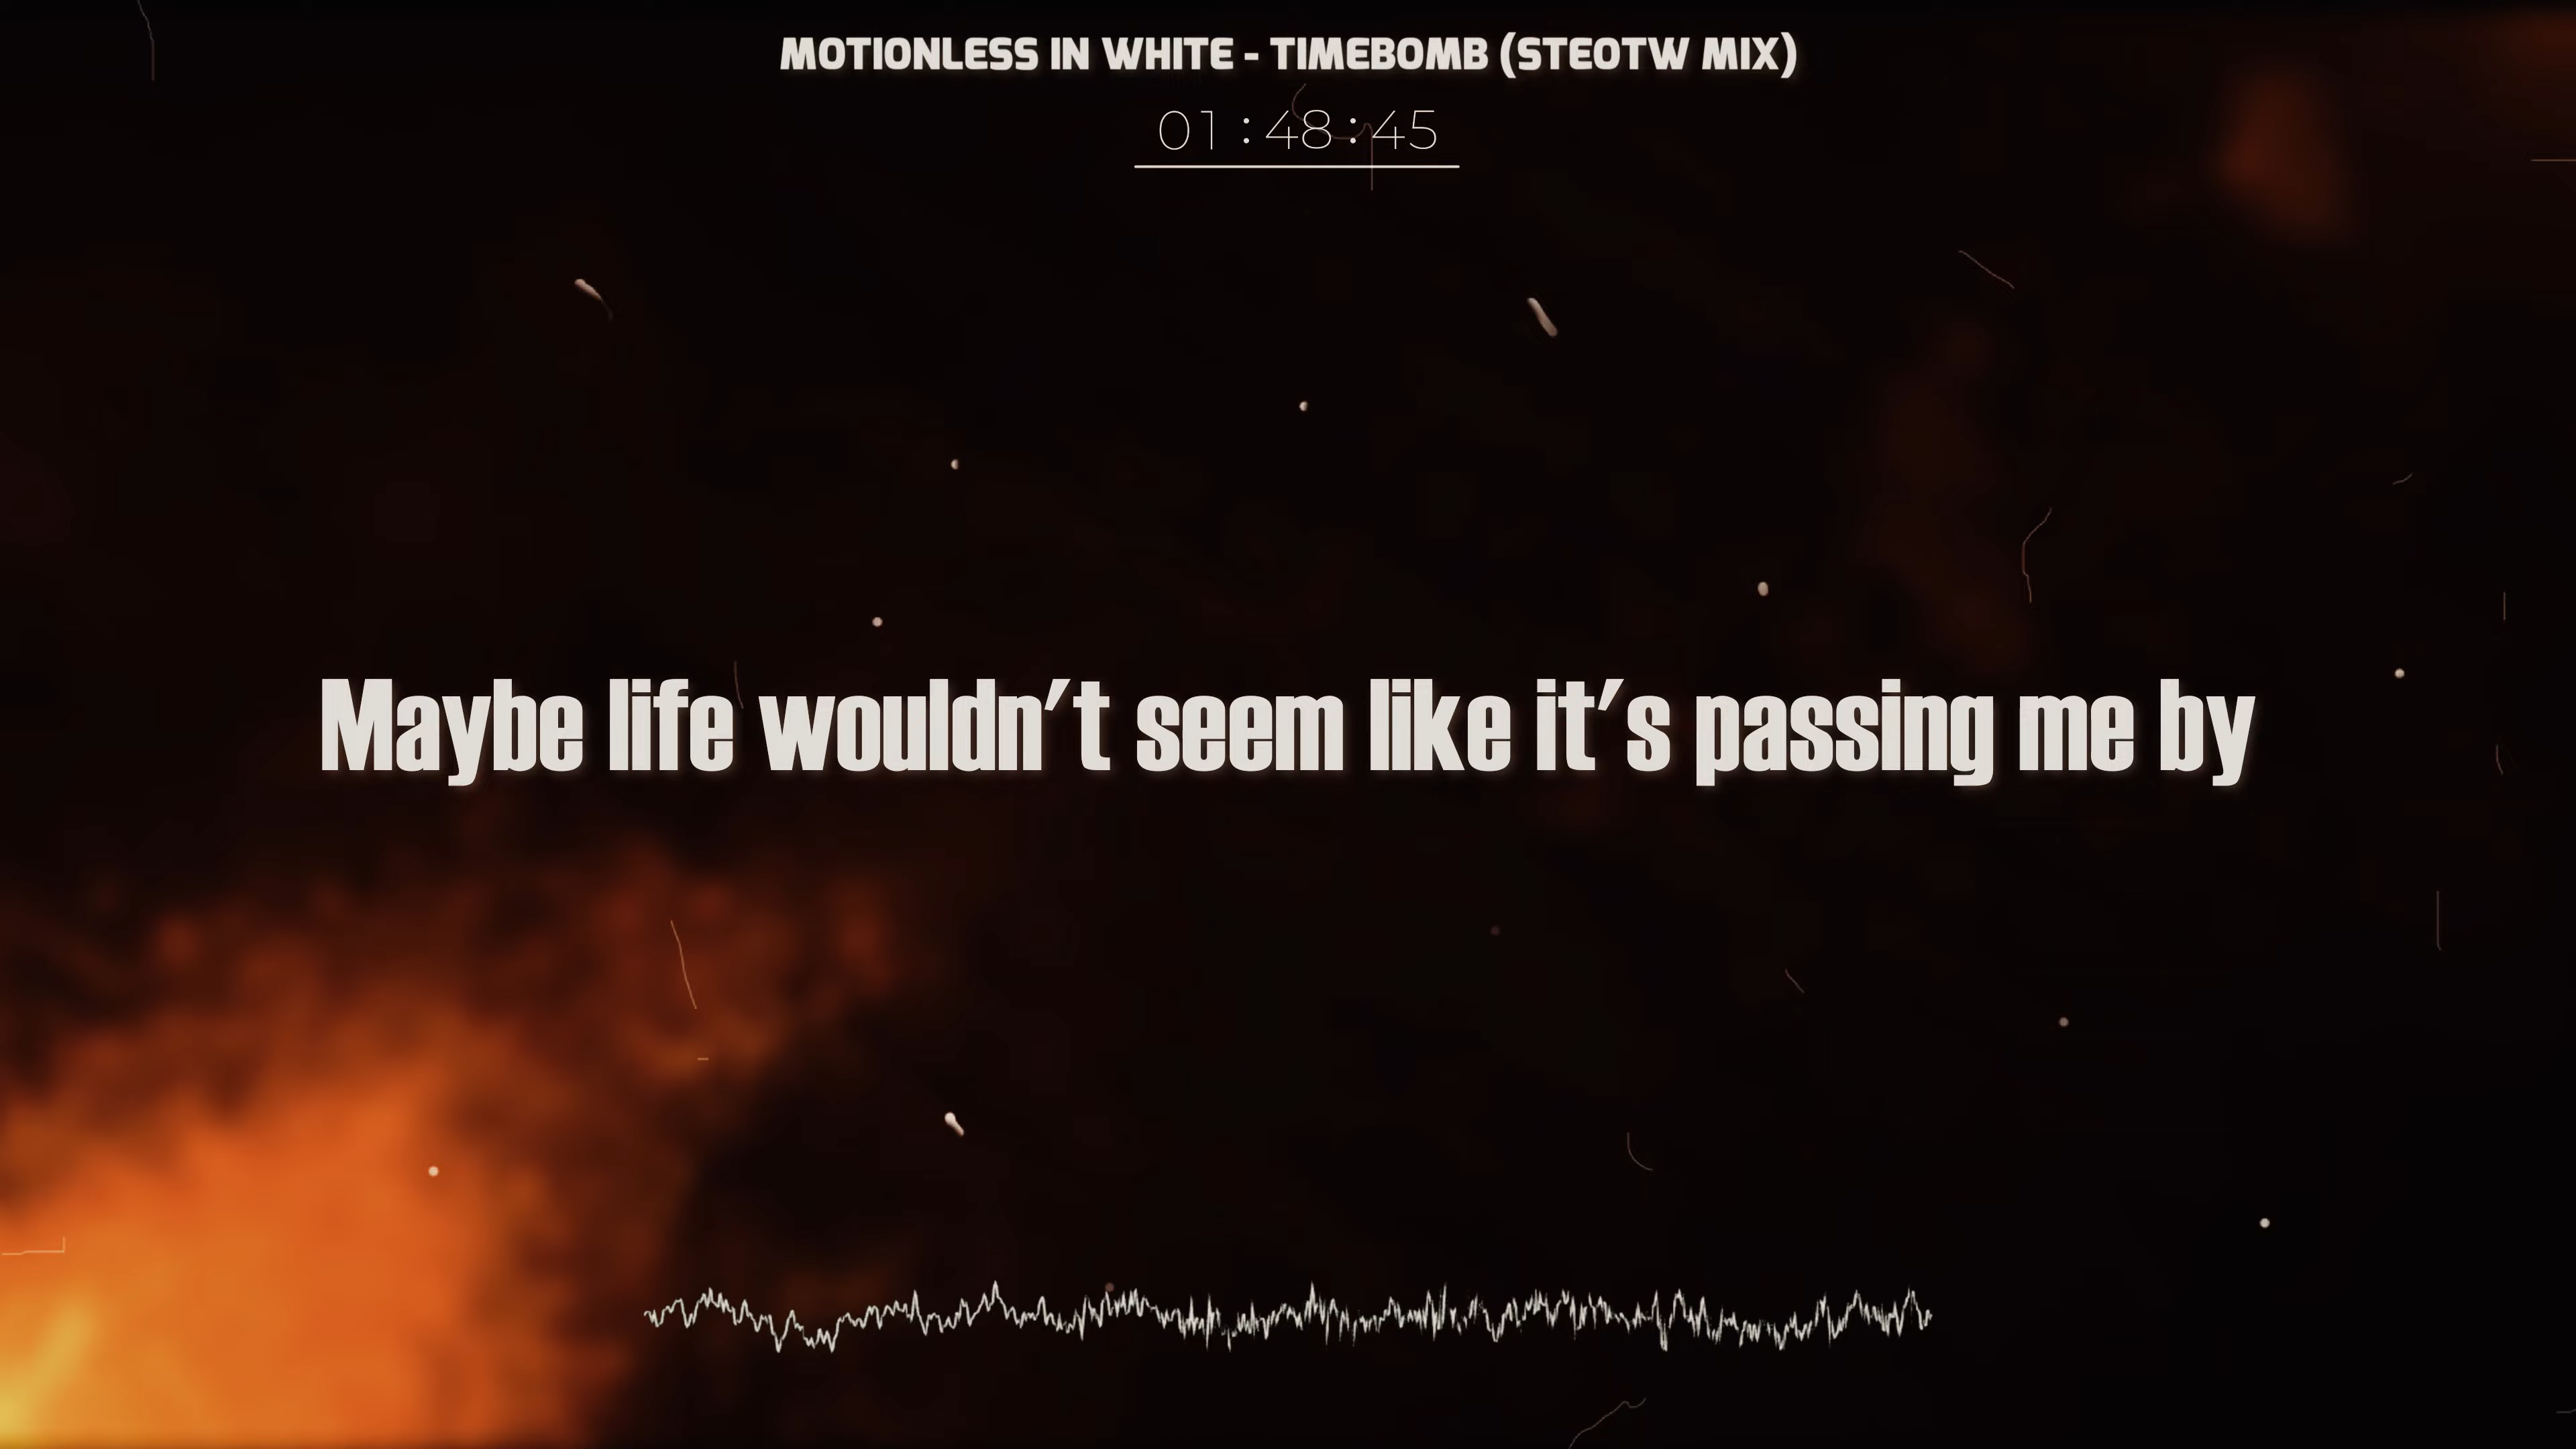 MOTIONLESS IN WHITE - TIMEBOMB (STEOTW MIX)
01:48:45
Maybe life wouldn't seem like it's passing me by